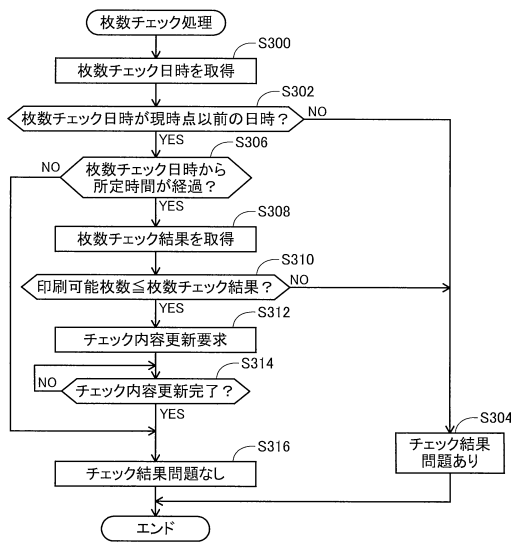 枚数チェック処理
S300
枚数チェック日時を取得
S302
枚数チェック日時が現時点以前の日時？
NO
YES
S306
NO
枚数チェック日時から
所定時間が経過？
YES
S308
枚数チェック結果を取得
S310
印刷可能枚数≦枚数チェック結果？
NO
YES
S312
チェック内容更新要求
S314
NO
チェック内容更新完了？
YES
S304
チェック結果
問題あり
S316
チェック結果問題なし
エンド